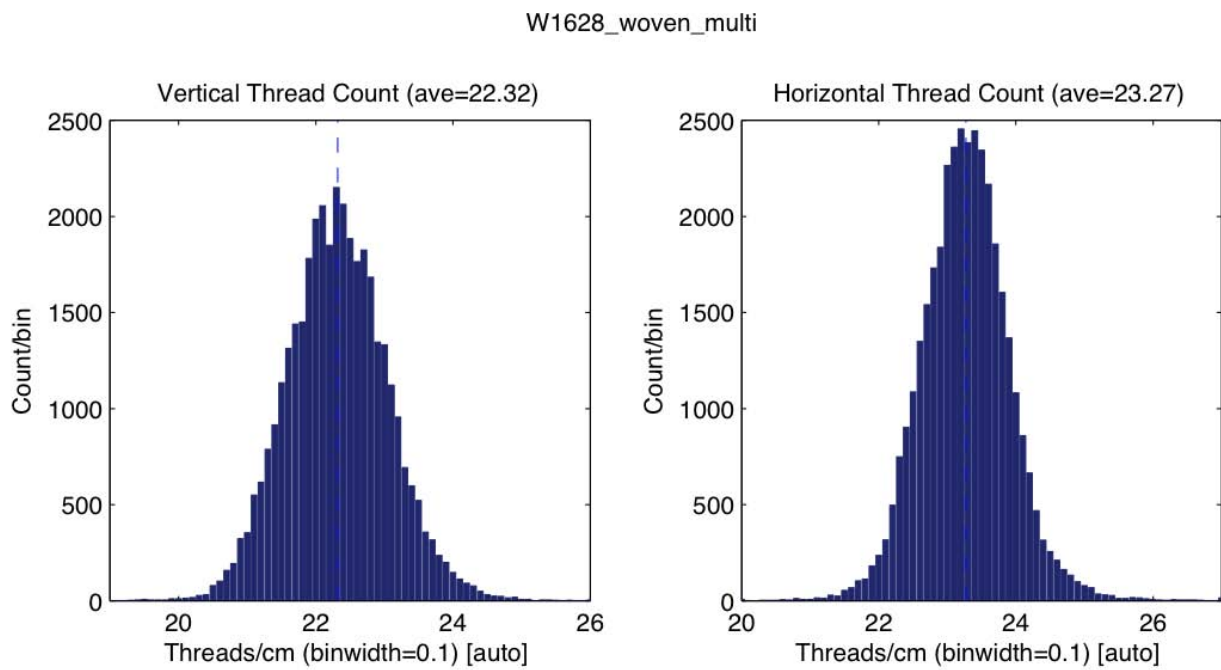 W1628_woven_multi
Vertical Thread Count (ave=22.32)
2500
2000
1500
1000
500
0
Count/bin
20 22 24 26
Threads/cm (binwidth=0.1) [auto]
Horizontal Thread Count (ave=23.27)
2500
2000
1500
1000
500
0
Count/bin
20 22 24 26
Threads/cm (binwidth=0.1) [auto]